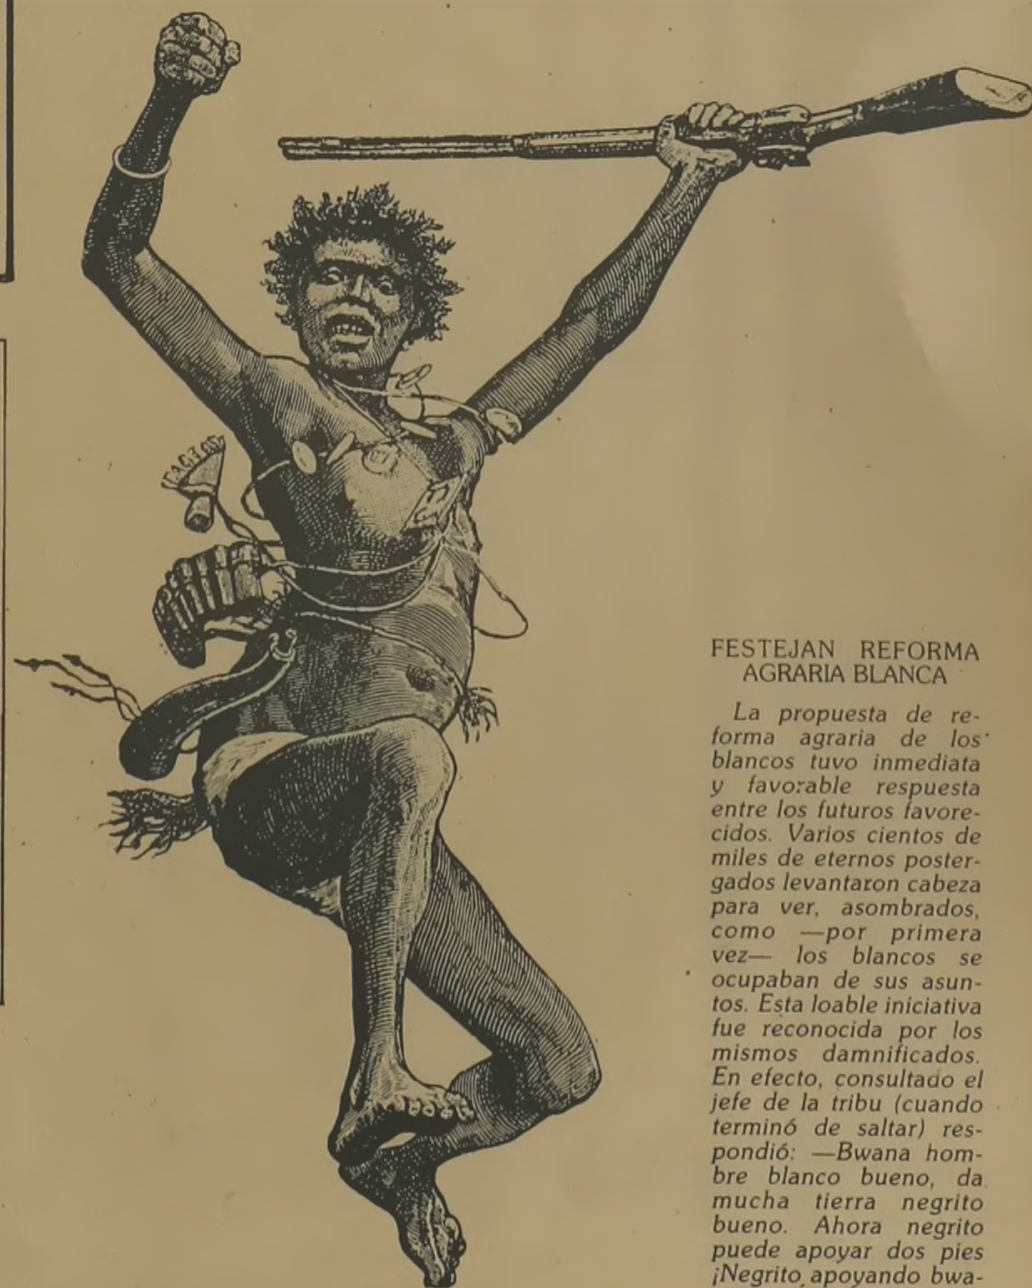 FESTEJAN REFORMA
AGRARIA BLANCA
La propuesta de re-
forma agraria de los
blancos tuvo inmediata
y favorable respuesta
entre los futuros favore-
cidos. Varios cientos de
miles de eternos poster-
gados levantaron cabeza
para ver, asombrados,
como —por primera
vez— los blancos se
ocupaban de sus asun-
tos. Esta loable iniciativa
fue reconocida por los
mismos damnificados.
En efecto, consultado el
jefe de la tribu (cuando
terminó de saltar) res-
pondió: —Bwana hom-
bre blanco bueno, da
mucha tierra negrito
bueno. Ahora negrito
puede apoyar dos pies
¡Negrito apoyando bwa-